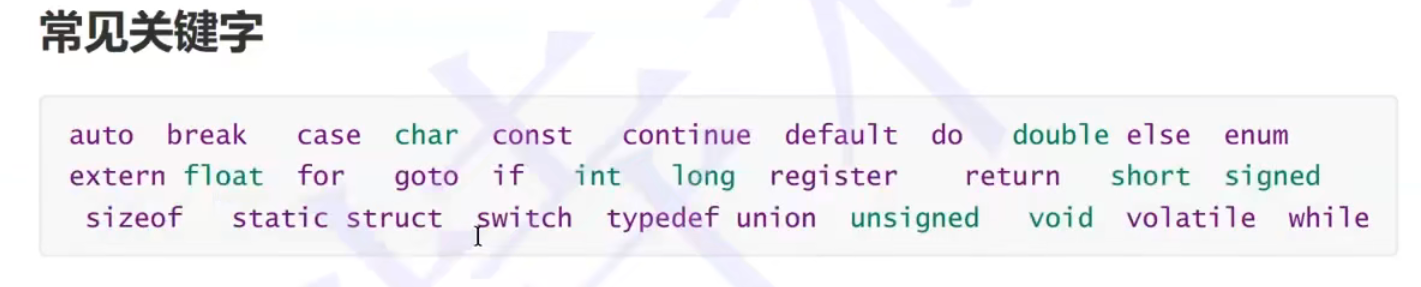 常见关键字
auto break case char const continue default do double else enum
extern float for goto if int long register return short signed
sizeof static struct switch typedef union unsigned void volatile while